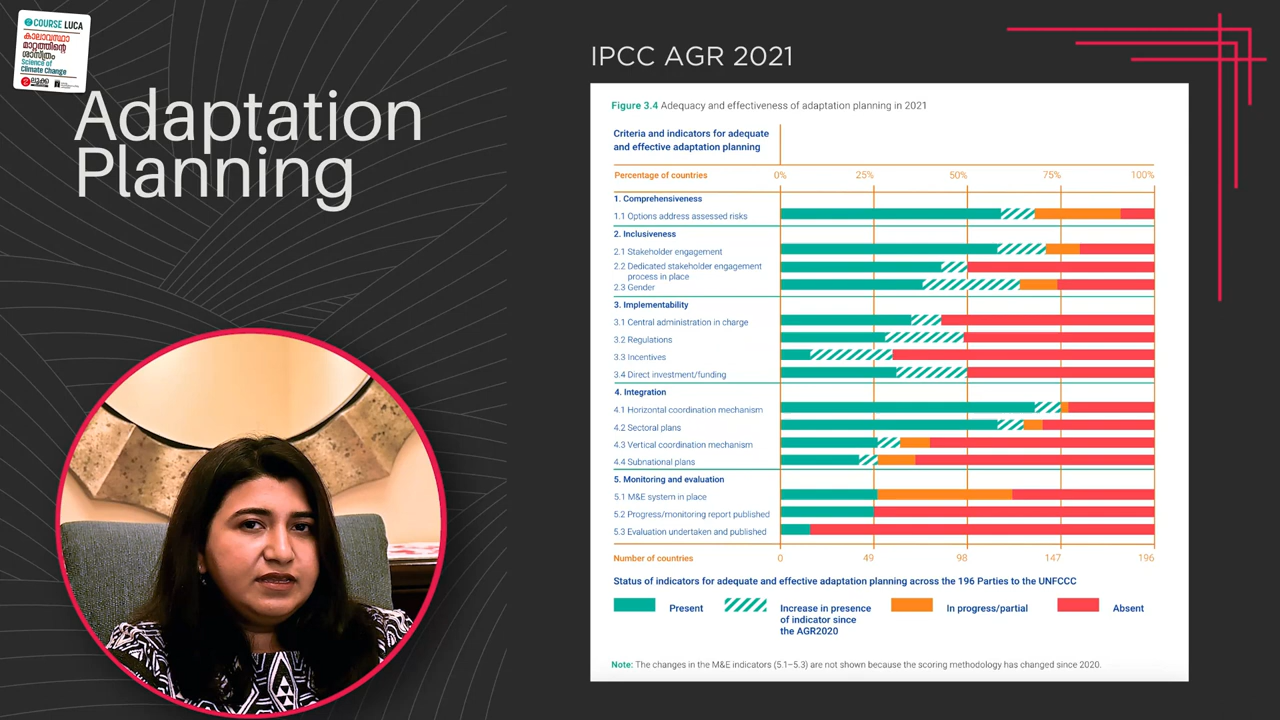 COURSE LUCA
കാലാവസ്ഥാ
മാറ്റത്തിന്റെ
ശാസ്ത്രം
Science of
Climate Change
ലൂക്ക
Adaptation
Planning
IPCC AGR 2021
Figure 3.4 Adequacy and effectiveness of adaptation planning in 2021
Criteria and indicators for adequate
and effective adaptation planning
Percentage of countries 0% 25% 50% 75% 100%
1. Comprehensiveness
1.1 Options address assessed risks
2. Inclusiveness
2.1 Stakeholder engagement
2.2 Dedicated stakeholder engagement
process in place
2.3 Gender
3. Implementability
3.1 Central administration in charge
3.2 Regulations
3.3 Incentives
3.4 Direct investment/funding
4. Integration
4.1 Horizontal coordination mechanism
4.2 Sectoral plans
4.3 Vertical coordination mechanism
4.4 Subnational plans
5. Monitoring and evaluation
5.1 M&E system in place
5.2 Progress/monitoring report published
5.3 Evaluation undertaken and published
Number of countries 0 49 98 147 196
Status of indicators for adequate and effective adaptation planning across the 196 Parties to the UNFCCC
Present
Increase in presence
of indicator since
the AGR2020
In progress/partial
Absent
Note: The changes in the M&E indicators (5.1–5.3) are not shown because the scoring methodology has changed since 2020.